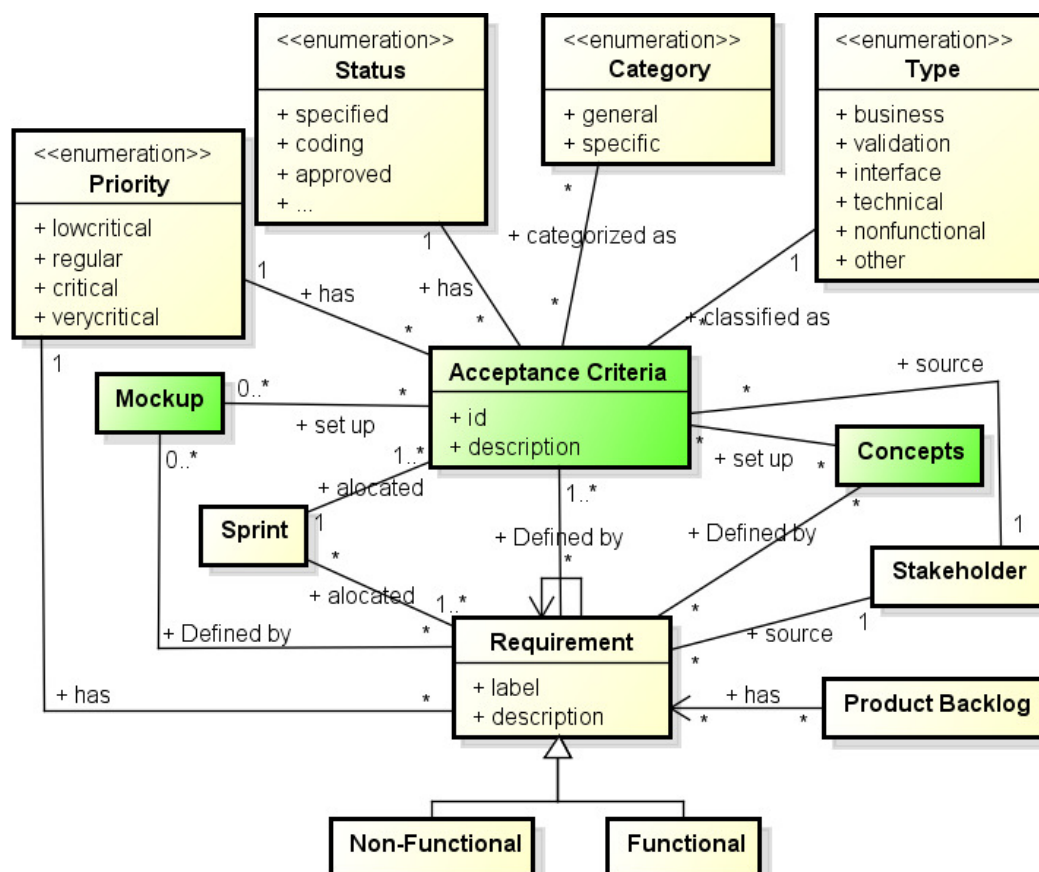 <<enumeration>>
Status
+ specified
+ coding
+ approved
+ ...
<<enumeration>>
Category
+ general
+ specific
<<enumeration>>
Type
+ business
+ validation
+ interface
+ technical
+ nonfunctional
+ other
<<enumeration>>
Priority
+ lowcritical
+ regular
+ critical
+ verycritical
1
+ has
*
1
+ has
*
*
+ categorized as
*
1
+ classified as
*
1
Mockup
0..*
*
+ set up
0..*
Acceptance Criteria
+ id
+ description
+ source
*
*
+ set up
*
Concepts
1..*
+ alocated
1
Sprint
*
+ alocated
1..*
1..*
+ Defined by
*
+ Defined by
*
*
1
Stakeholder
1
+ source
*
+ Defined by
*
Requirement
+ label
+ description
+ has
*
+ has
*
*
Product Backlog
Non-Functional
Functional